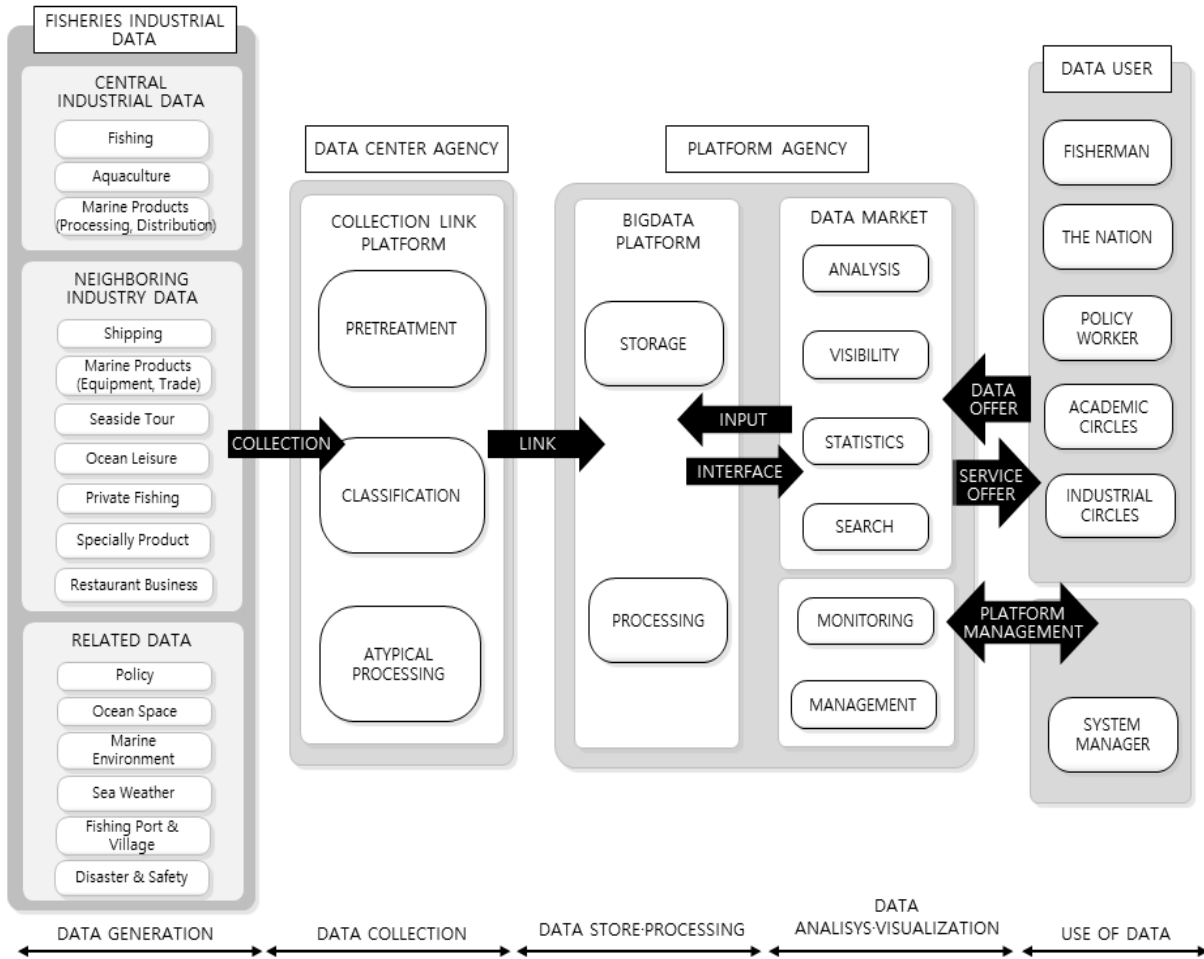 FISHERIES INDUSTRIAL
DATA
CENTRAL
INDUSTRIAL DATA
Fishing
Aquaculture
Marine Products
(Processing, Distribution)
NEIGHBORING
INDUSTRY DATA
Shipping
Marine Products
(Equipment, Trade)
Seaside Tour
Ocean Leisure
Private Fishing
Specially Product
Restaurant Business
RELATED DATA
Policy
Ocean Space
Marine
Environment
Sea Weather
Fishing Port &
Village
Disaster & Safety
COLLECTION
DATA CENTER AGENCY
COLLECTION LINK
PLATFORM
PRETREATMENT
CLASSIFICATION
ATYPICAL
PROCESSING
LINK
PLATFORM AGENCY
BIGDATA
PLATFORM
STORAGE
PROCESSING
INPUT
INTERFACE
DATA MARKET
ANALYSIS
VISIBILITY
STATISTICS
SEARCH
MONITORING
MANAGEMENT
DATA
OFFER
SERVICE
OFFER
PLATFORM
MANAGEMENT
DATA USER
FISHERMAN
THE NATION
POLICY
WORKER
ACADEMIC
CIRCLES
INDUSTRIAL
CIRCLES
SYSTEM
MANAGER
DATA GENERATION
DATA COLLECTION
DATA STORE·PROCESSING
DATA
ANALISYS·VISUALIZATION
USE OF DATA